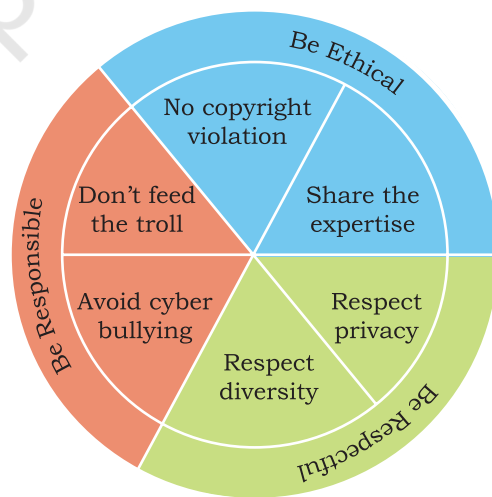 Be Ethical
No copyright
violation
Share the
expertise
Don't feed
the troll
Be Responsible
Avoid cyber
bullying
Respect
privacy
Respect
diversity
Be Respectful